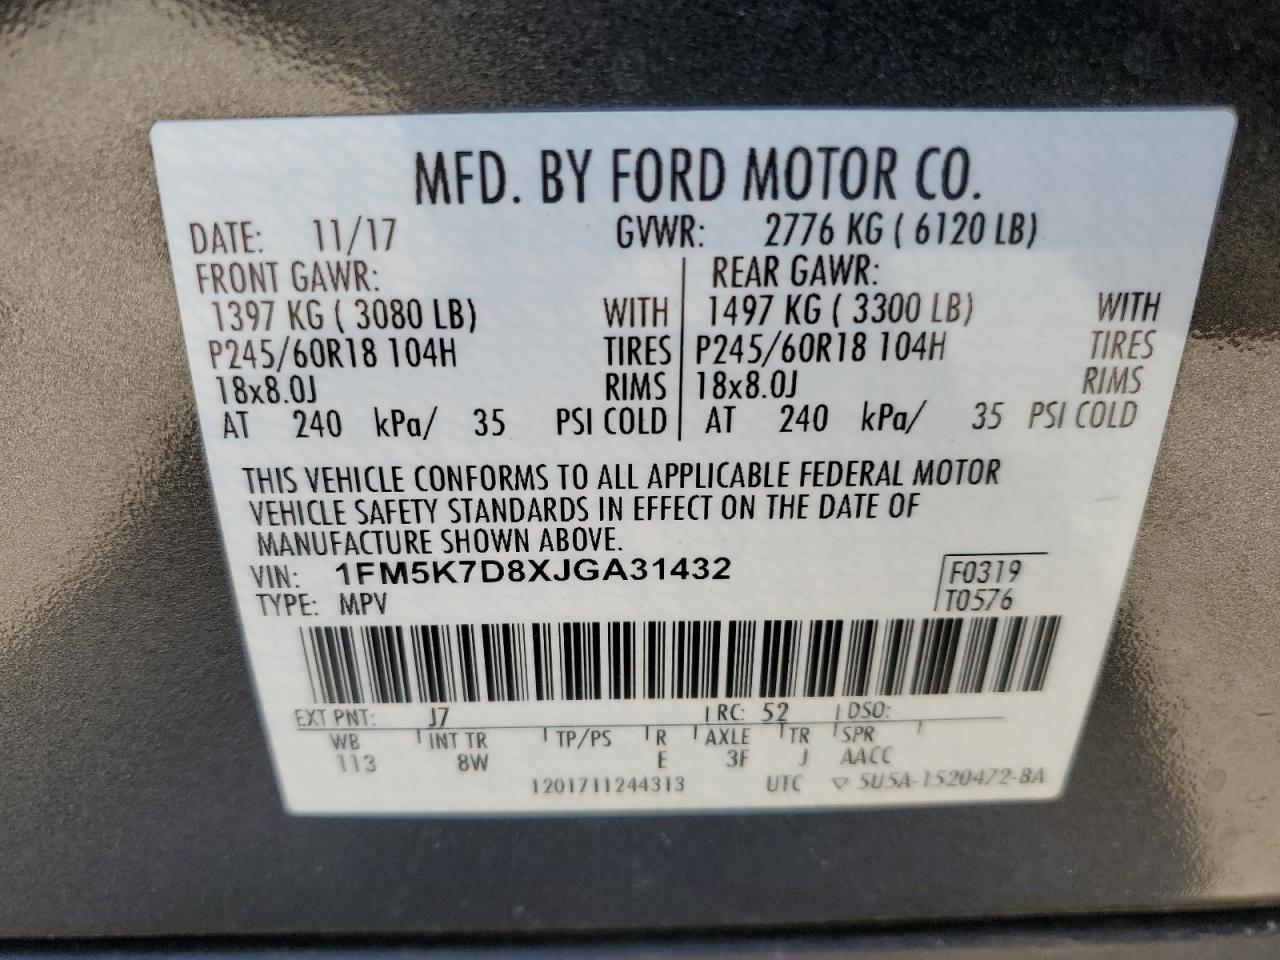 MFD. BY FORD MOTOR CO.
DATE: 11/17 GVWR: 2776 KG ( 6120 LB)
FRONT GAWR: REAR GAWR:
1397 KG ( 3080 LB) WITH 1497 KG ( 3300 LB) WITH
P245/60R18 104H TIRES P245/60R18 104H TIRES
18x8.0J RIMS 18x8.0J RIMS
AT 240 kPa/ 35 PSI COLD AT 240 kPa/ 35 PSI COLD
THIS VEHICLE CONFORMS TO ALL APPLICABLE FEDERAL MOTOR
VEHICLE SAFETY STANDARDS IN EFFECT ON THE DATE OF
MANUFACTURE SHOWN ABOVE.
VIN: 1FM5K7D8XJGA31432 F0319
TYPE: MPV T0576
EXT PNT: J7 RC: 52 DSO:
WB INT TR TP/PS R AXLE TR SPR
113 8W E 3F J AACC
1201711244313 UTC ▽ 5U5A-1520472-BA